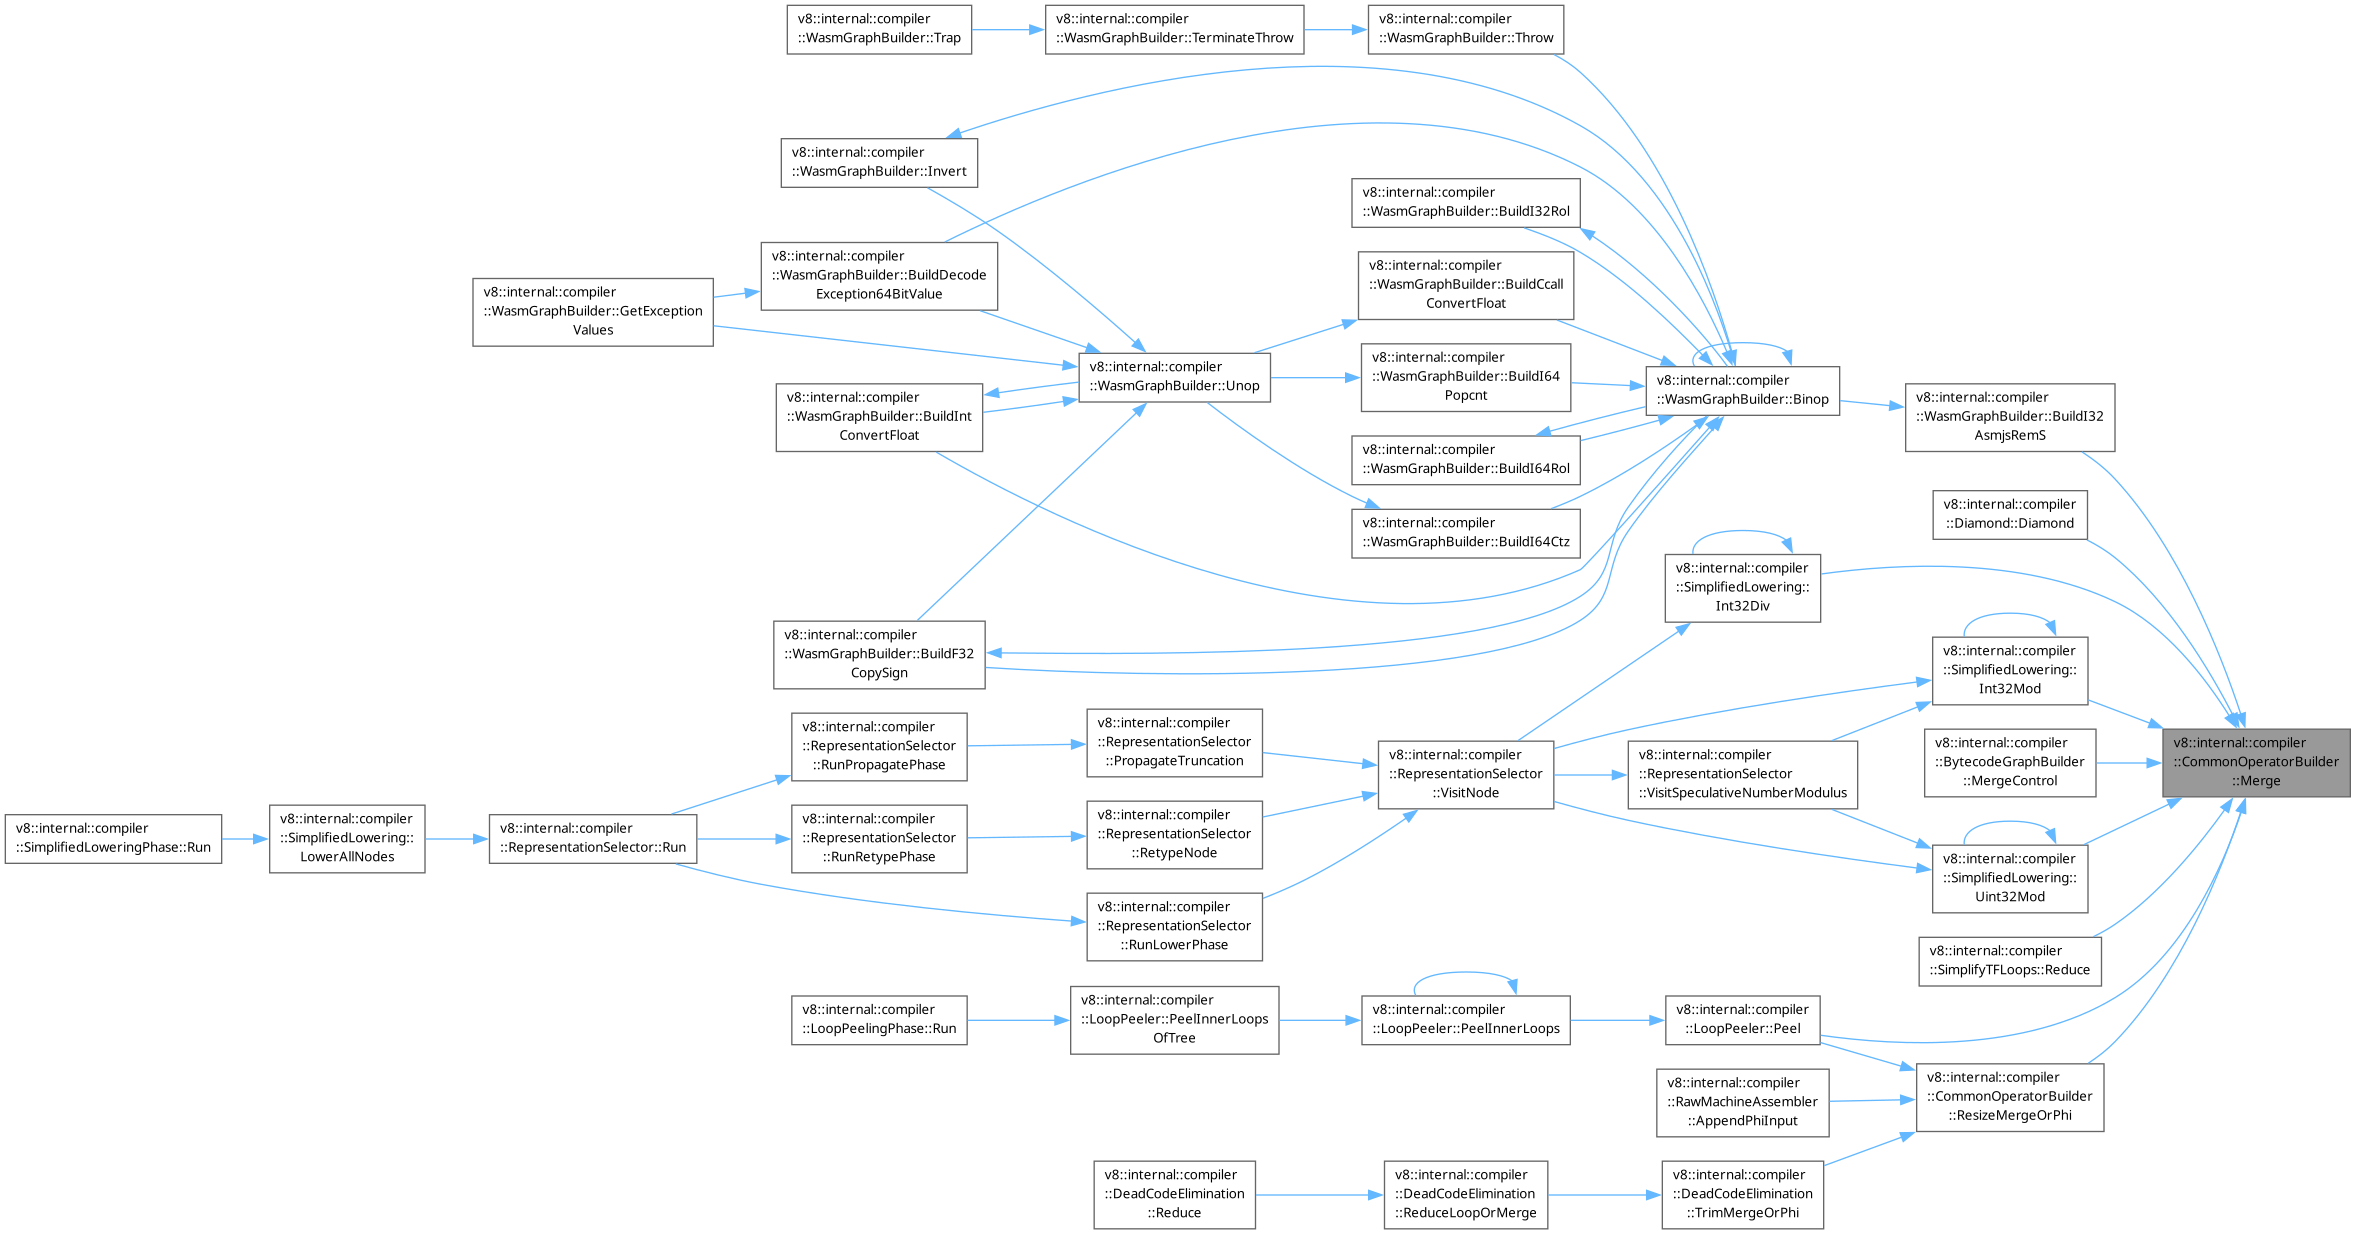 v8::internal::compiler
::WasmGraphBuilder::Trap
v8::internal::compiler
::WasmGraphBuilder::TerminateThrow
v8::internal::compiler
::WasmGraphBuilder::Throw
v8::internal::compiler
::WasmGraphBuilder::Invert
v8::internal::compiler
::WasmGraphBuilder::BuildI32Rol
v8::internal::compiler
::WasmGraphBuilder::BuildDecode
Exception64BitValue
v8::internal::compiler
::WasmGraphBuilder::BuildCcall
ConvertFloat
v8::internal::compiler
::WasmGraphBuilder::GetException
Values
v8::internal::compiler
::WasmGraphBuilder::Unop
v8::internal::compiler
::WasmGraphBuilder::BuildI64
Popcnt
v8::internal::compiler
::WasmGraphBuilder::Binop
v8::internal::compiler
::WasmGraphBuilder::BuildInt
ConvertFloat
v8::internal::compiler
::WasmGraphBuilder::BuildI32
AsmjsRemS
v8::internal::compiler
::WasmGraphBuilder::BuildI64Rol
v8::internal::compiler
::Diamond::Diamond
v8::internal::compiler
::WasmGraphBuilder::BuildI64Ctz
v8::internal::compiler
::SimplifiedLowering::
Int32Div
v8::internal::compiler
::WasmGraphBuilder::BuildF32
CopySign
v8::internal::compiler
::SimplifiedLowering::
Int32Mod
v8::internal::compiler
::RepresentationSelector
::RunPropagatePhase
v8::internal::compiler
::RepresentationSelector
::PropagateTruncation
v8::internal::compiler
::RepresentationSelector
::VisitNode
v8::internal::compiler
::RepresentationSelector
::VisitSpeculativeNumberModulus
v8::internal::compiler
::BytecodeGraphBuilder
::MergeControl
v8::internal::compiler
::CommonOperatorBuilder
::Merge
v8::internal::compiler
::SimplifiedLoweringPhase::Run
v8::internal::compiler
::SimplifiedLowering::
LowerAllNodes
v8::internal::compiler
::RepresentationSelector::Run
v8::internal::compiler
::RepresentationSelector
::RunRetypePhase
v8::internal::compiler
::RepresentationSelector
::RetypeNode
v8::internal::compiler
::SimplifiedLowering::
Uint32Mod
v8::internal::compiler
::RepresentationSelector
::RunLowerPhase
v8::internal::compiler
::SimplifyTFLoops::Reduce
v8::internal::compiler
::LoopPeelingPhase::Run
v8::internal::compiler
::LoopPeeler::PeelInnerLoops
OfTree
v8::internal::compiler
::LoopPeeler::PeelInnerLoops
v8::internal::compiler
::LoopPeeler::Peel
v8::internal::compiler
::RawMachineAssembler
::AppendPhiInput
v8::internal::compiler
::CommonOperatorBuilder
::ResizeMergeOrPhi
v8::internal::compiler
::DeadCodeElimination
::Reduce
v8::internal::compiler
::DeadCodeElimination
::ReduceLoopOrMerge
v8::internal::compiler
::DeadCodeElimination
::TrimMergeOrPhi